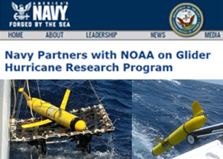 AMERICA'S
NAVY.
FORGED BY THE SEA
HOME ABOUT LEADERSHIP NEWS MEDIA
Navy Partners with NOAA on Glider
Hurricane Research Program